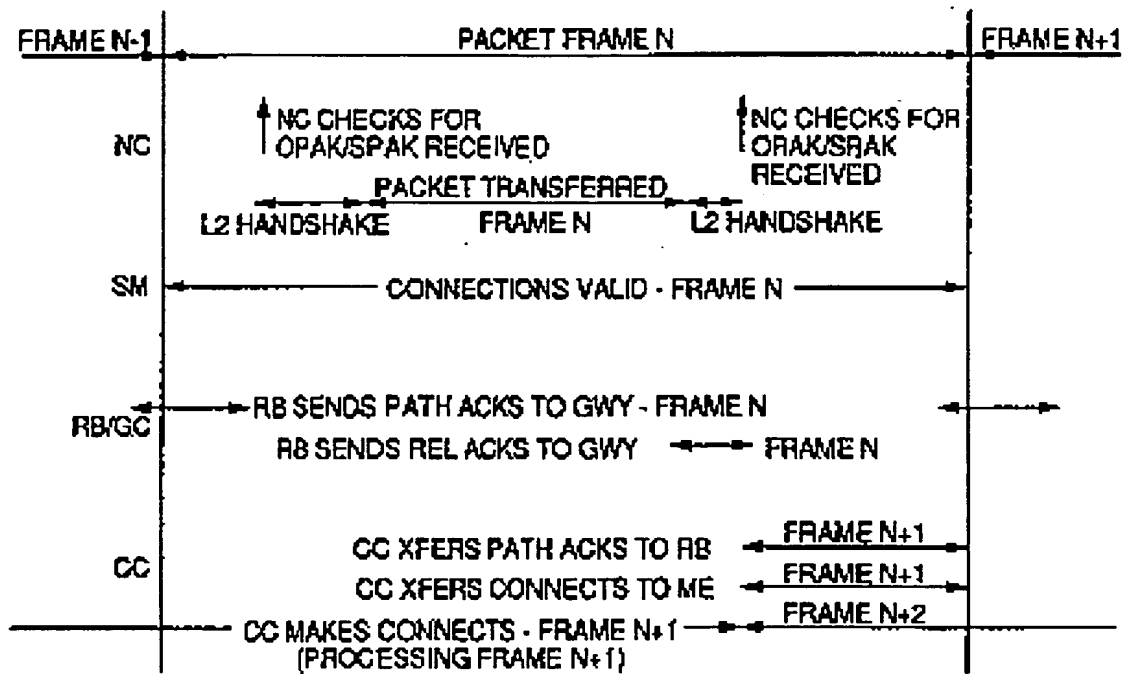 FRAME N-1
PACKET FRAME N
FRAME N+1
NC
NC CHECKS FOR
OPAK/SPAK RECEIVED
NC CHECKS FOR
OPAK/SPAK
RECEIVED
PACKET TRANSFERRED
L2 HANDSHAKE
FRAME N
L2 HANDSHAKE
SM
CONNECTIONS VALID - FRAME N
RB/GC
RB SENDS PATH ACKS TO GWY - FRAME N
RB SENDS REL ACKS TO GWY
FRAME N
CC
CC XFERS PATH ACKS TO RB
FRAME N+1
CC XFERS CONNECTS TO ME
FRAME N+1
CC MAKES CONNECTS - FRAME N+1
FRAME N+2
(PROCESSING FRAME N+1)